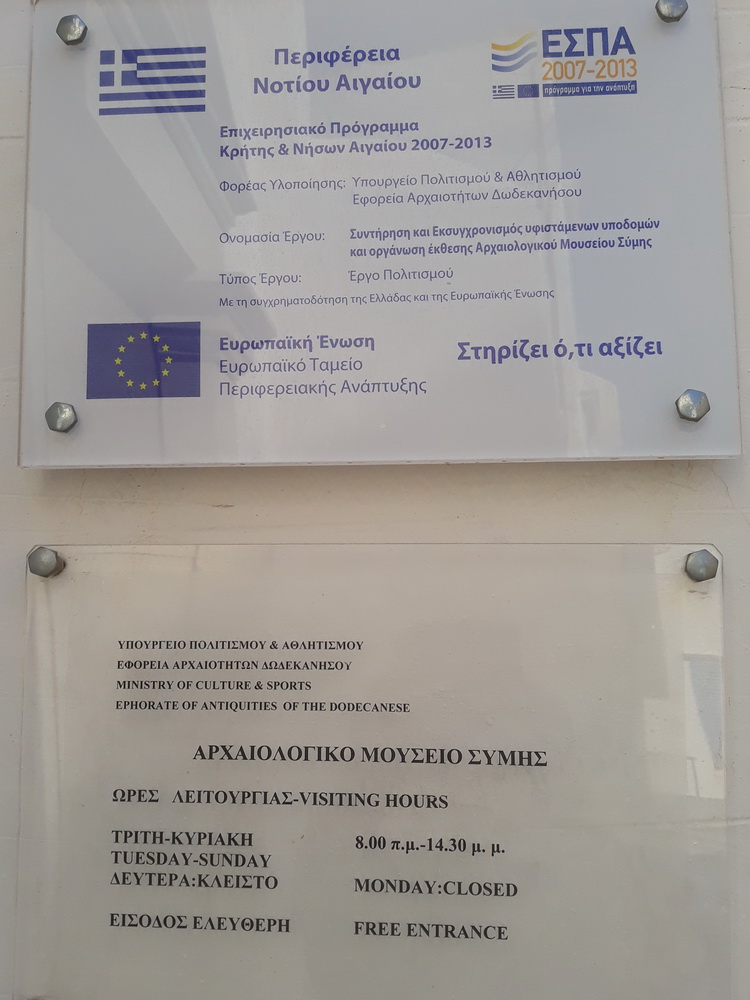 Περιφέρεια
Νοτίου Αιγαίου
ΕΣΠΑ
2007-2013
πρόγραμμα για την ανάπτυξη
Επιχειρησιακό Πρόγραμμα
Κρήτης & Νήσων Αιγαίου 2007-2013
Φορέας Υλοποίησης: Υπουργείο Πολιτισμού & Αθλητισμού
Εφορεία Αρχαιοτήτων Δωδεκανήσου
Ονομασία Έργου: Συντήρηση και Εκσυγχρονισμός υφιστάμενων υποδομών
και οργάνωση έκθεσης Αρχαιολογικού Μουσείου Σύμης
Τύπος Έργου: Έργο Πολιτισμού
Με τη συγχρηματοδότηση της Ελλάδας και της Ευρωπαϊκής Ένωσης
Ευρωπαϊκή Ένωση
Ευρωπαϊκό Ταμείο
Περιφερειακής Ανάπτυξης
Στηρίζει ό,τι αξίζει
ΥΠΟΥΡΓΕΙΟ ΠΟΛΙΤΙΣΜΟΥ & ΑΘΛΗΤΙΣΜΟΥ
ΕΦΟΡΕΙΑ ΑΡΧΑΙΟΤΗΤΩΝ ΔΩΔΕΚΑΝΗΣΟΥ
MINISTRY OF CULTURE & SPORTS
EPHORATE OF ANTIQUITIES OF THE DODECANESE
ΑΡΧΑΙΟΛΟΓΙΚΟ ΜΟΥΣΕΙΟ ΣΥΜΗΣ
ΩΡΕΣ ΛΕΙΤΟΥΡΓΙΑΣ-VISITING HOURS
ΤΡΙΤΗ-ΚΥΡΙΑΚΗ 8.00 π.μ.-14.30 μ. μ.
TUESDAY-SUNDAY
ΔΕΥΤΕΡΑ:ΚΛΕΙΣΤΟ MONDAY:CLOSED
ΕΙΣΟΔΟΣ ΕΛΕΥΘΕΡΗ FREE ENTRANCE